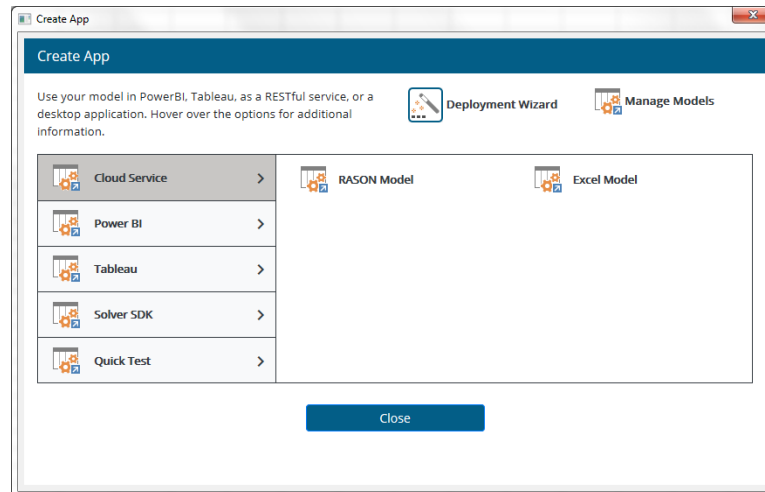 Create App
Create App
Use your model in PowerBI, Tableau, as a RESTful service, or a
desktop application. Hover over the options for additional
information.
Deployment Wizard
Manage Models
Cloud Service
RASON Model
Excel Model
Power BI
Tableau
Solver SDK
Quick Test
Close